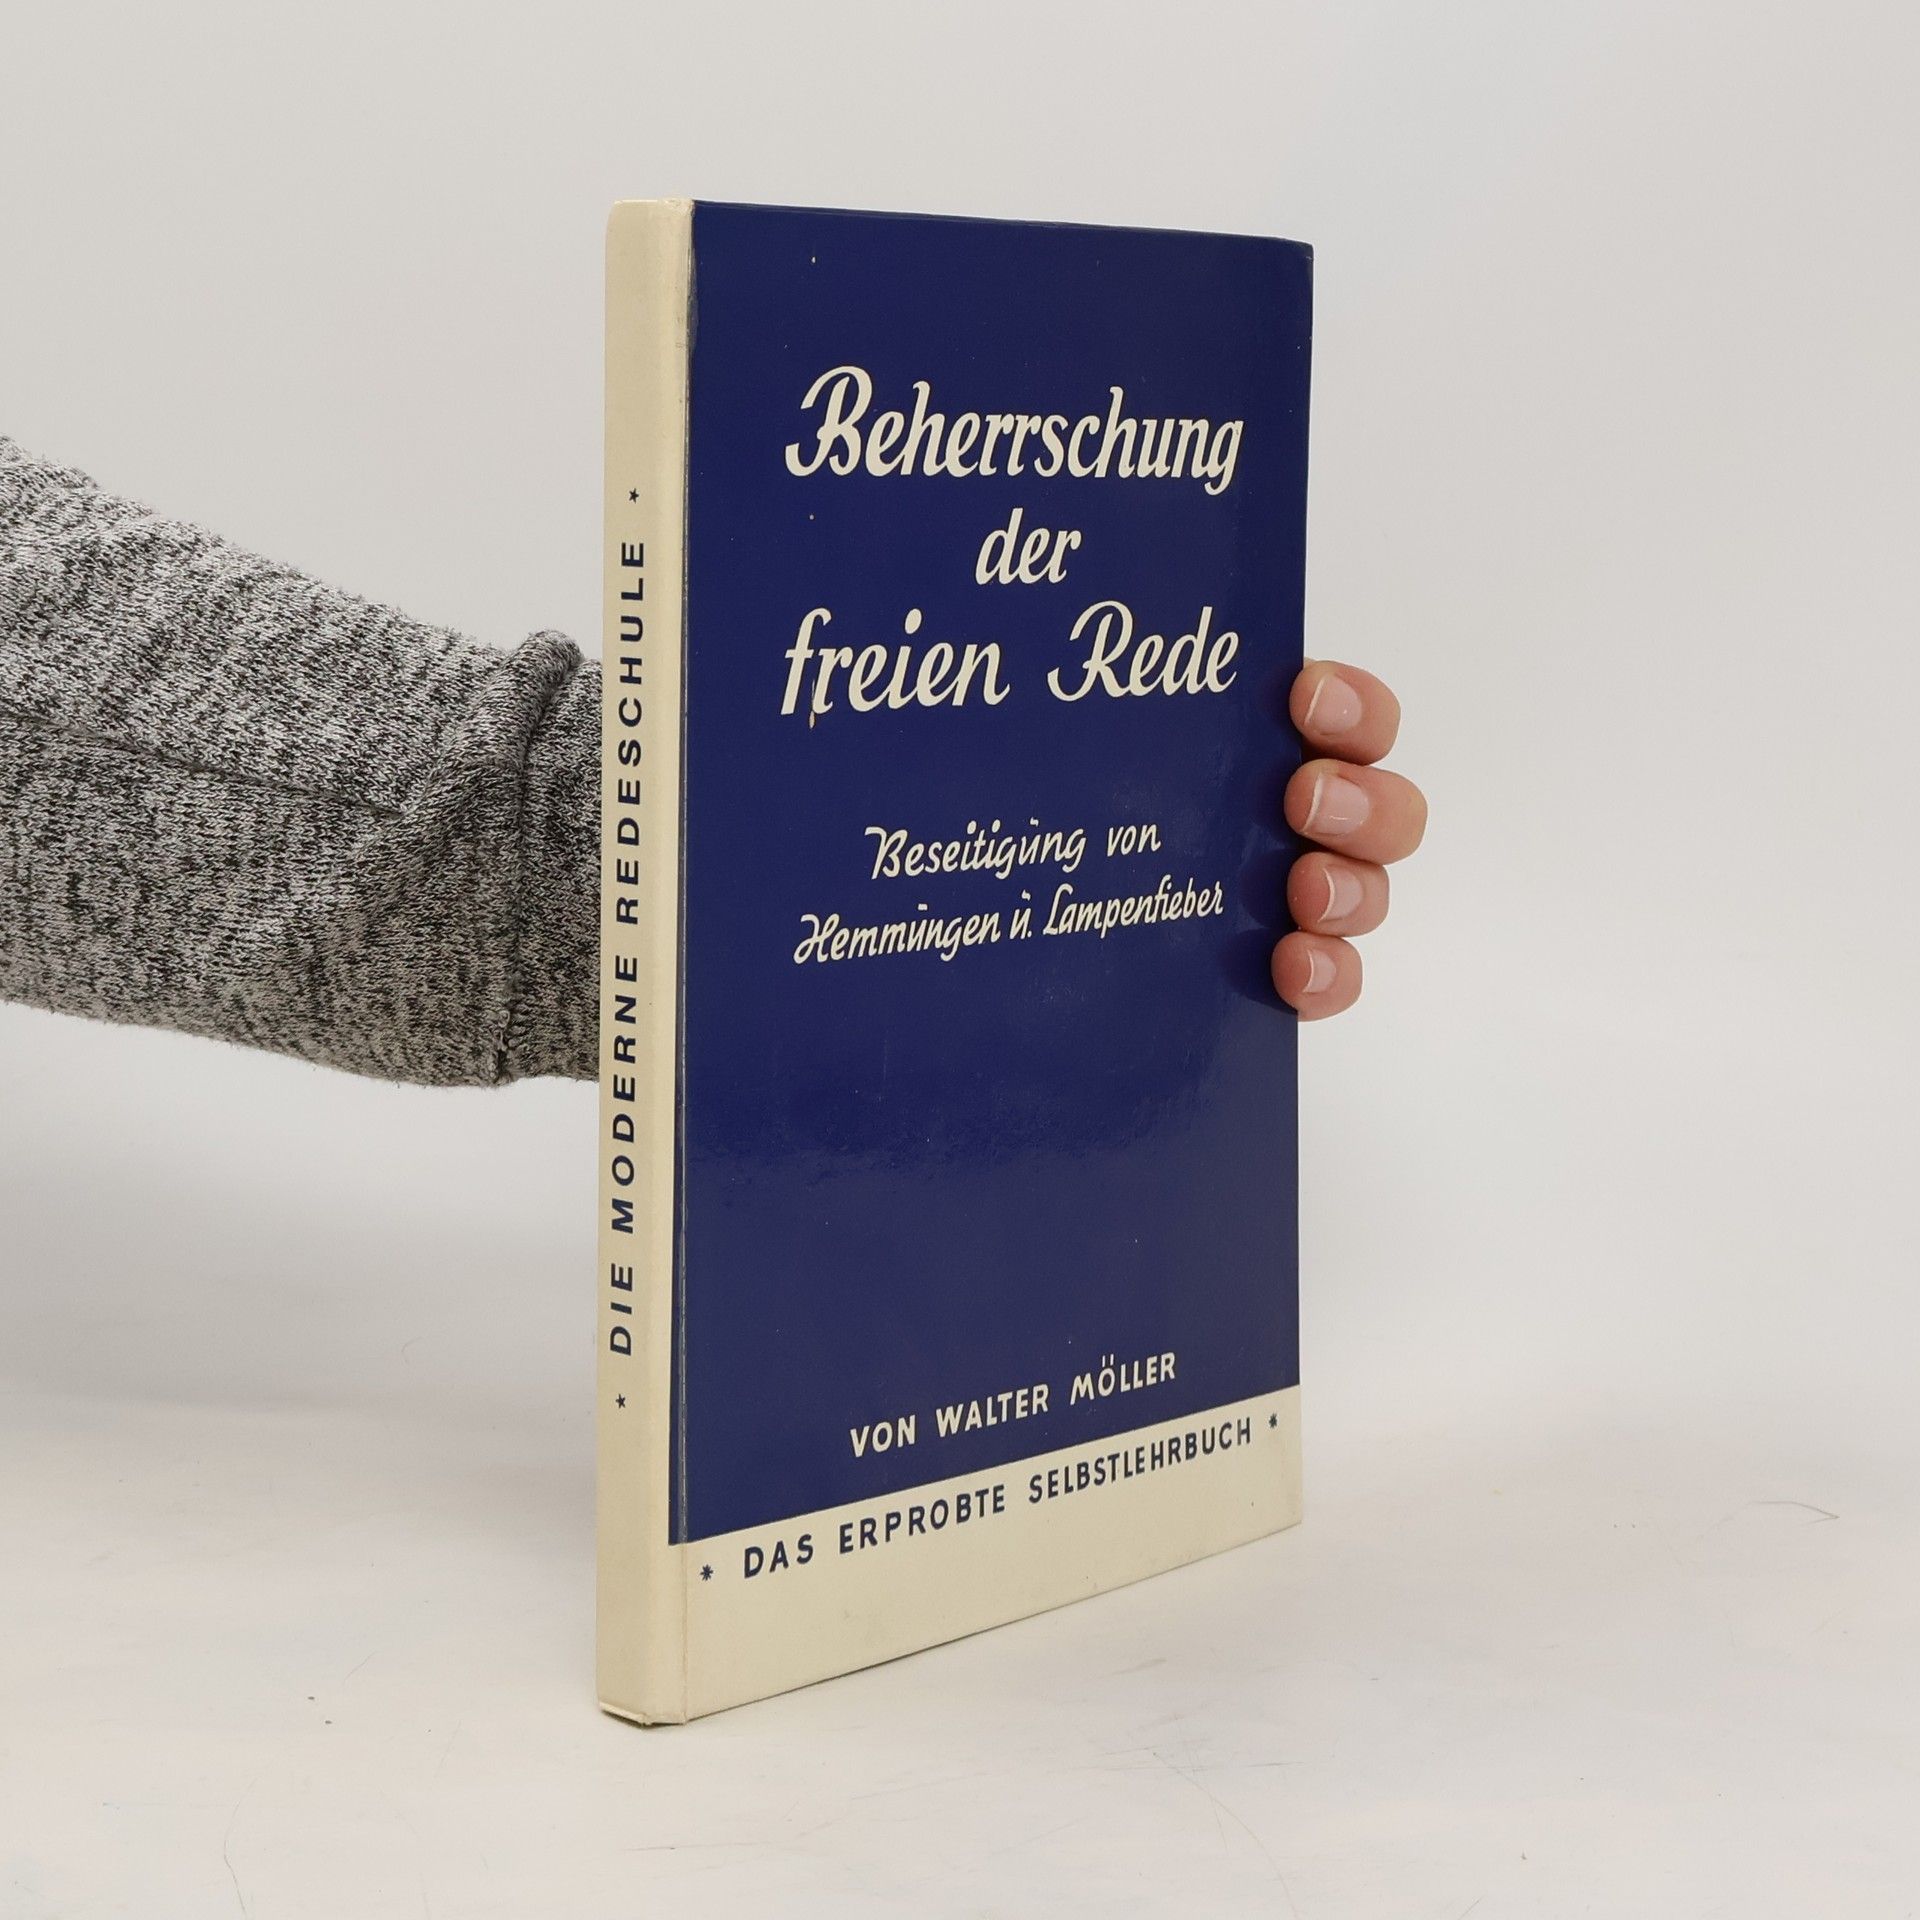 * DIE MODERNE REDESCHULE *
Beherrschung
der
freien Rede
Beseitigung von
Hemmungen u. Lampenfieber
VON WALTER MÖLLER
* DAS ERPROBTE SELBSTLEHRBUCH *